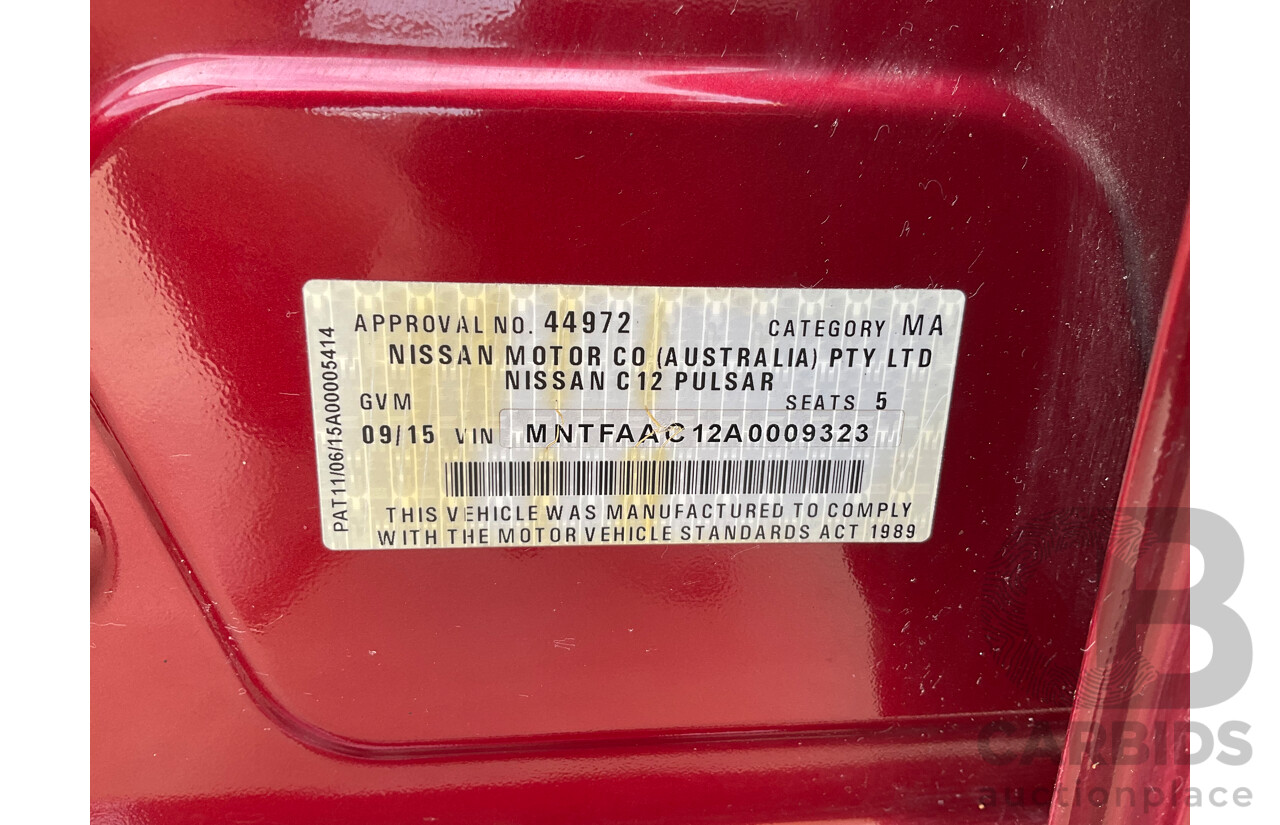 APPROVAL NO. 44972 CATEGORY MA
NISSAN MOTOR CO (AUSTRALIA) PTY LTD
NISSAN C12 PULSAR
GVM SEATS 5
09/15 VIN MNTFAAC12A0009323
THIS VEHICLE WAS MANUFACTURED TO COMPLY
WITH THE MOTOR VEHICLE STANDARDS ACT 1989
PAT11/06/15A00005414
CB
CARBIDS
auctionplace